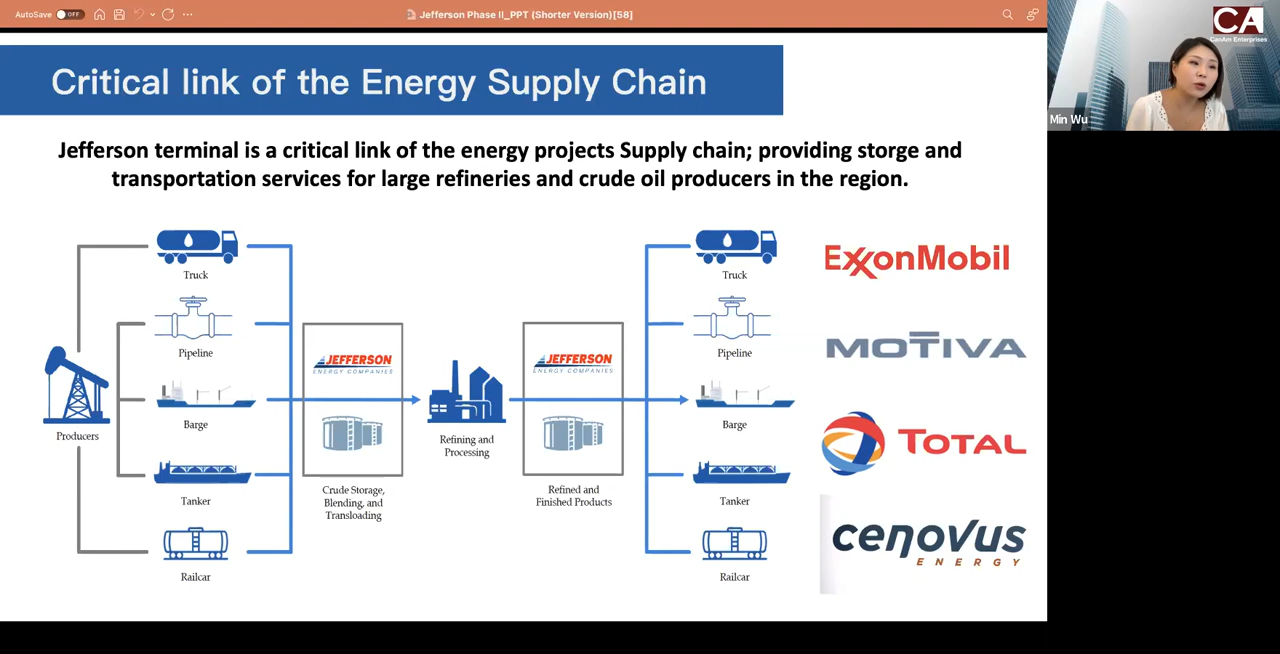 AutoSave OFF
Jefferson Phase II_PPT (Shorter Version)[58]
CA
CanAm Enterprises
Min Wu
Critical link of the Energy Supply Chain
Jefferson terminal is a critical link of the energy projects Supply chain; providing storge and
transportation services for large refineries and crude oil producers in the region.
Producers
Truck
Pipeline
Barge
Tanker
Railcar
JEFFERSON
ENERGY COMPANIES
Crude Storage,
Blending, and
Transloading
Refining and
Processing
JEFFERSON
ENERGY COMPANIES
Refined and
Finished Products
Truck
Pipeline
Barge
Tanker
Railcar
ExxonMobil
MOTIVA
TOTAL
cenovus
ENERGY